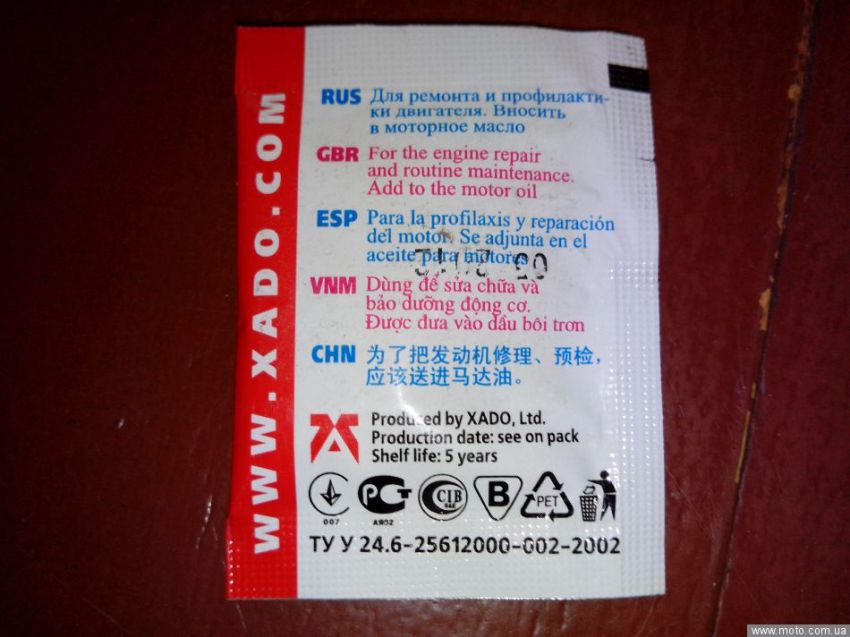 WWW.XADO.COM
RUS Для ремонта и профилакти-
ки двигателя. Вносить
в моторное масло
GBR For the engine repair
and routine maintenance.
Add to the motor oil
ESP Para la profilaxis y reparación
del motor. Se adjunta en el
aceite para motores
VNM Dùng để sửa chữa và
bảo dưỡng động cơ.
Được đưa vào dầu bôi trơn
CHN 为了把发动机修理、预检,
应该送进马达油。
Produced by XADO, Ltd.
Production date: see on pack
Shelf life: 5 years
007
РСТ
АЯ02
CIB
B
PET
ТУ У 24.6-25612000-002-2002
www.moto.com.ua